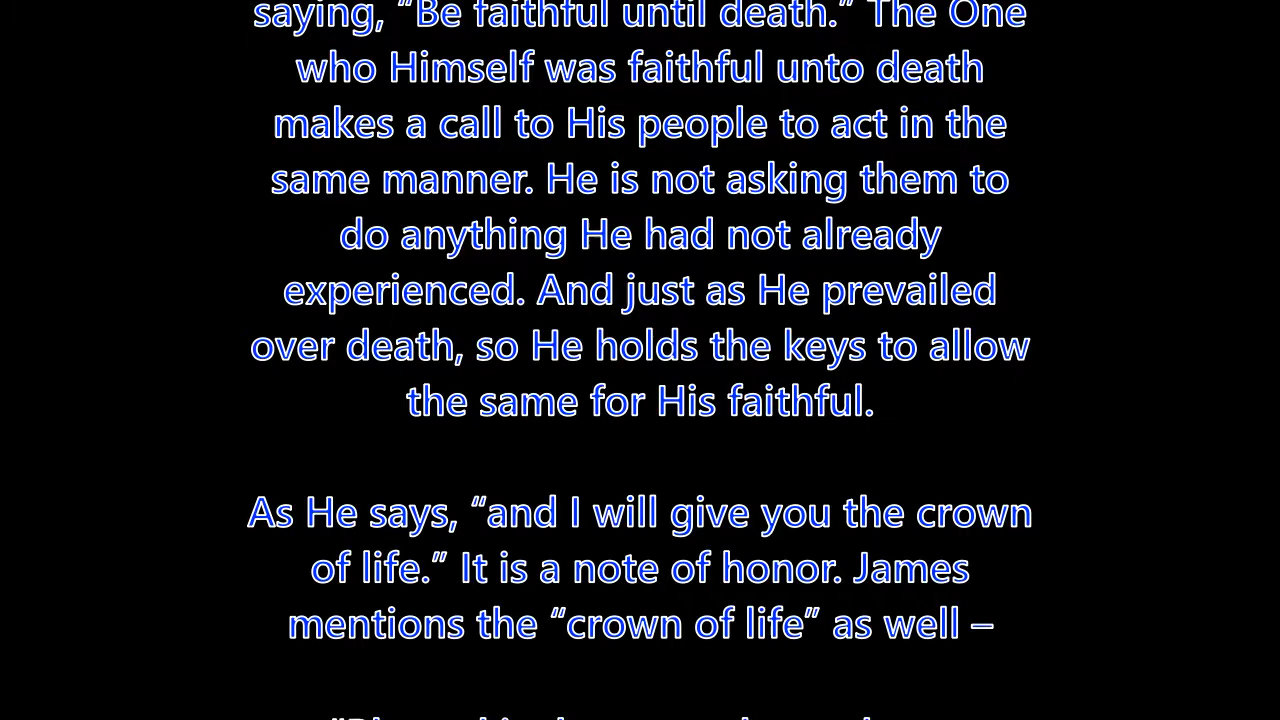 saying, “Be faithful until death.” The One
who Himself was faithful unto death
makes a call to His people to act in the
same manner. He is not asking them to
do anything He had not already
experienced. And just as He prevailed
over death, so He holds the keys to allow
the same for His faithful.
As He says, “and I will give you the crown
of life.” It is a note of honor. James
mentions the “crown of life” as well –